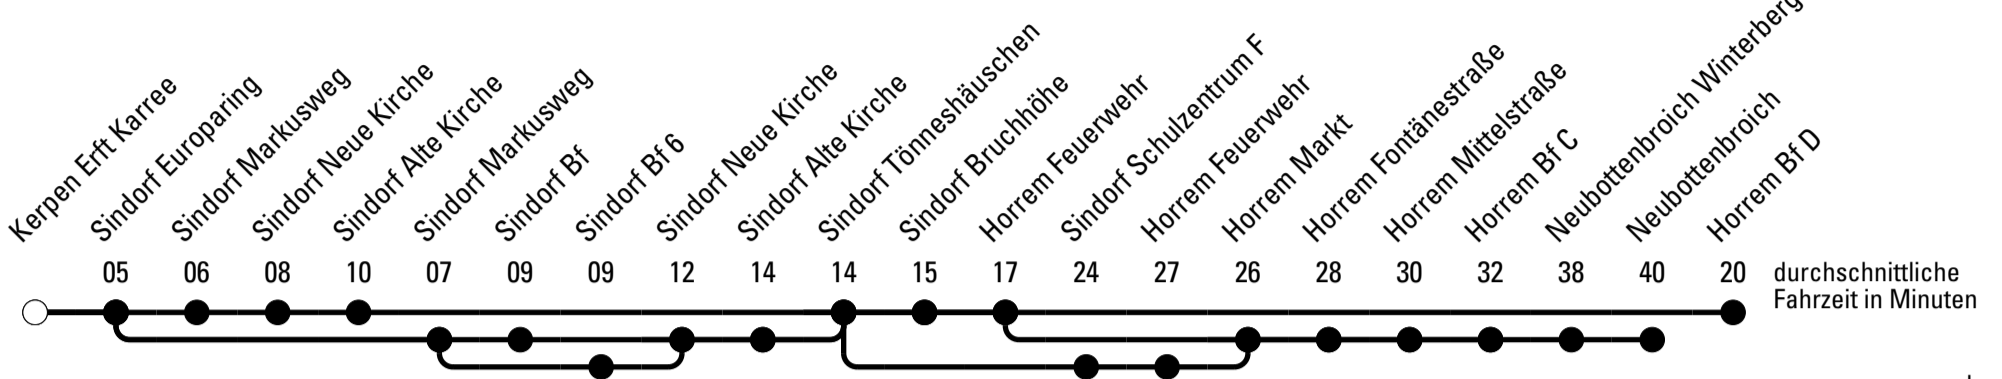 Kerpen Erft Karree
Sindorf Europaring
Sindorf Markusweg
Sindorf Neue Kirche
Sindorf Alte Kirche
Sindorf Markusweg
Sindorf Bf
Sindorf Bf 6
Sindorf Neue Kirche
Sindorf Alte Kirche
Sindorf Tönneshäuschen
Sindorf Bruchhöhe
Horrem Feuerwehr
Sindorf Schulzentrum F
Horrem Feuerwehr
Horrem Markt
Horrem Fontänestraße
Horrem Mittelstraße
Horrem Bf C
Neubottenbroich Winterberg
Neubottenbroich
Horrem Bf D
05 06 08 10 07 09 09 12 14 14 15 17 24 27 26 28 30 32 38 40 20 durchschnittliche
Fahrzeit in Minuten